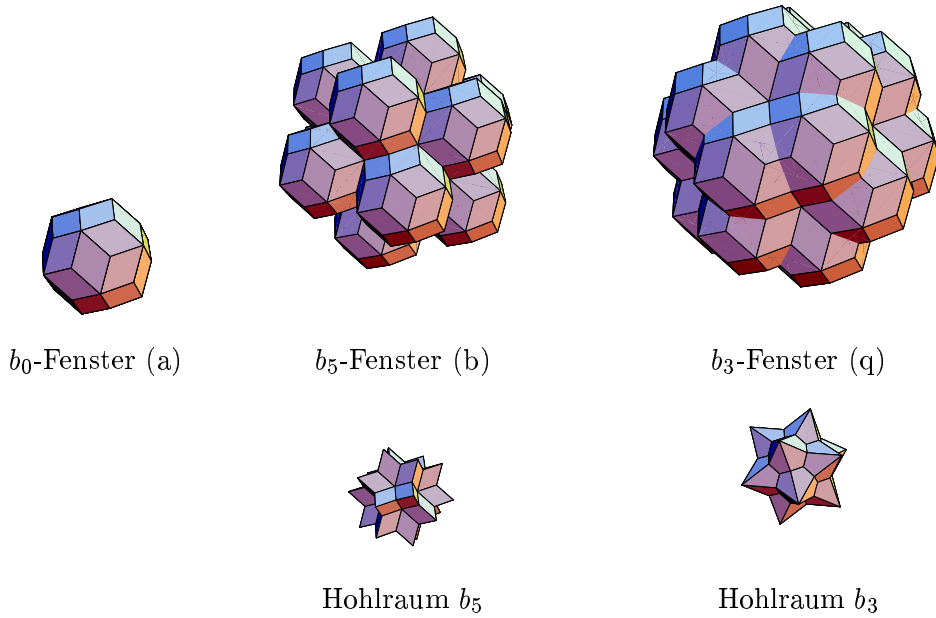 b₀-Fenster (a)
b₅-Fenster (b)
b₃-Fenster (q)
Hohlraum b₅
Hohlraum b₃